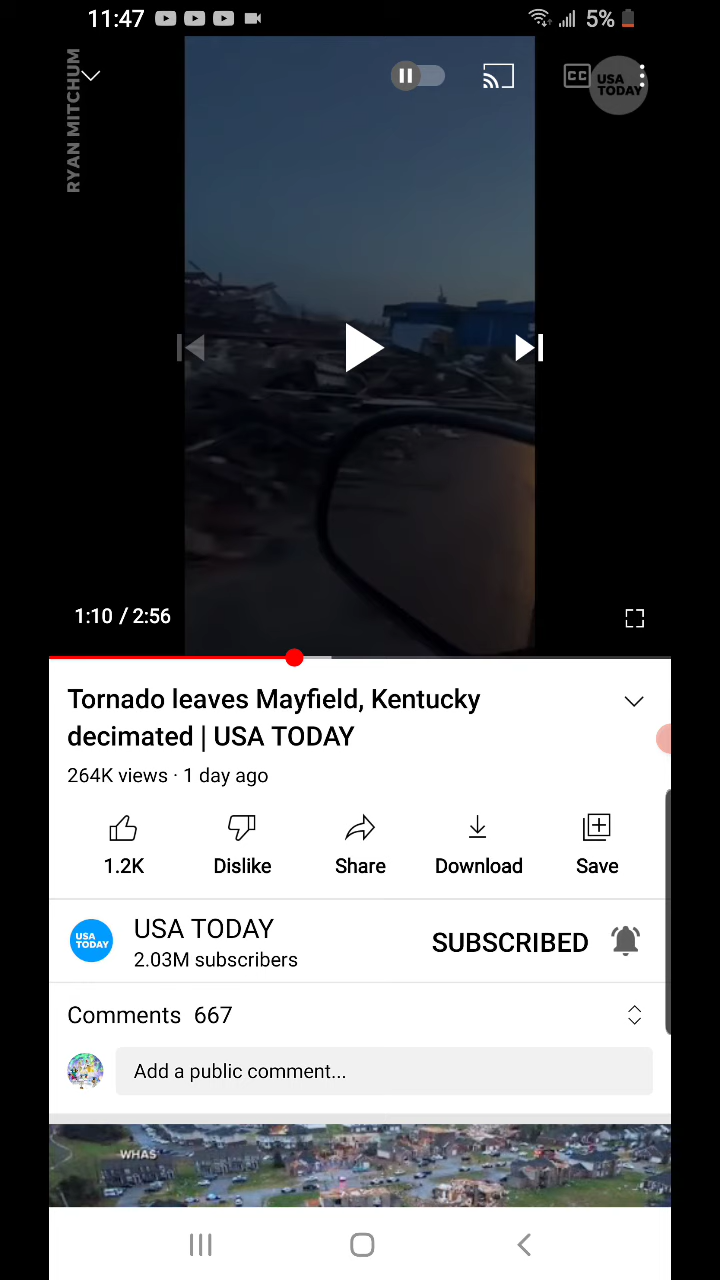 11:47
5%
RYAN MITCHUM
CC
USA
TODAY
1:10 / 2:56
Tornado leaves Mayfield, Kentucky
decimated | USA TODAY
264K views · 1 day ago
1.2K
Dislike
Share
Download
Save
USA
TODAY
USA TODAY
2.03M subscribers
SUBSCRIBED
Comments 667
Add a public comment...
WHAS